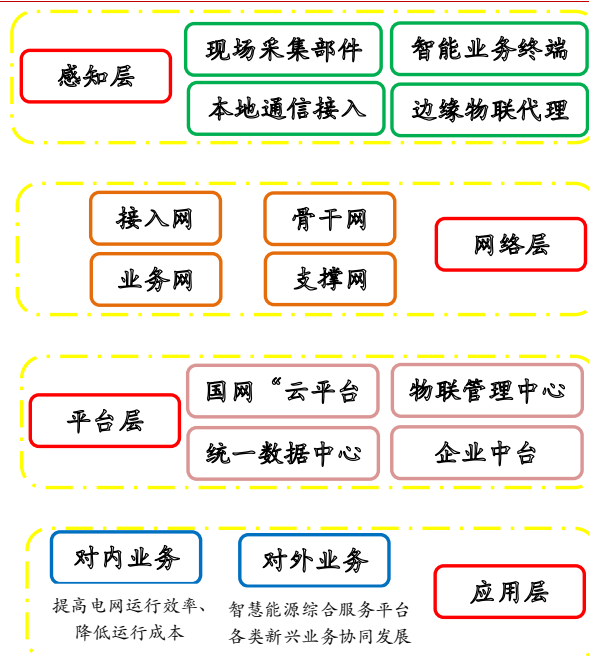 感知层
现场采集部件
智能业务终端
本地通信接入
边缘物联代理
接入网
骨干网
业务网
支撑网
网络层
平台层
国网“云平台
物联管理中心
统一数据中心
企业中台
对内业务
提高电网运行效率、
降低运行成本
对外业务
智慧能源综合服务平台
各类新兴业务协同发展
应用层